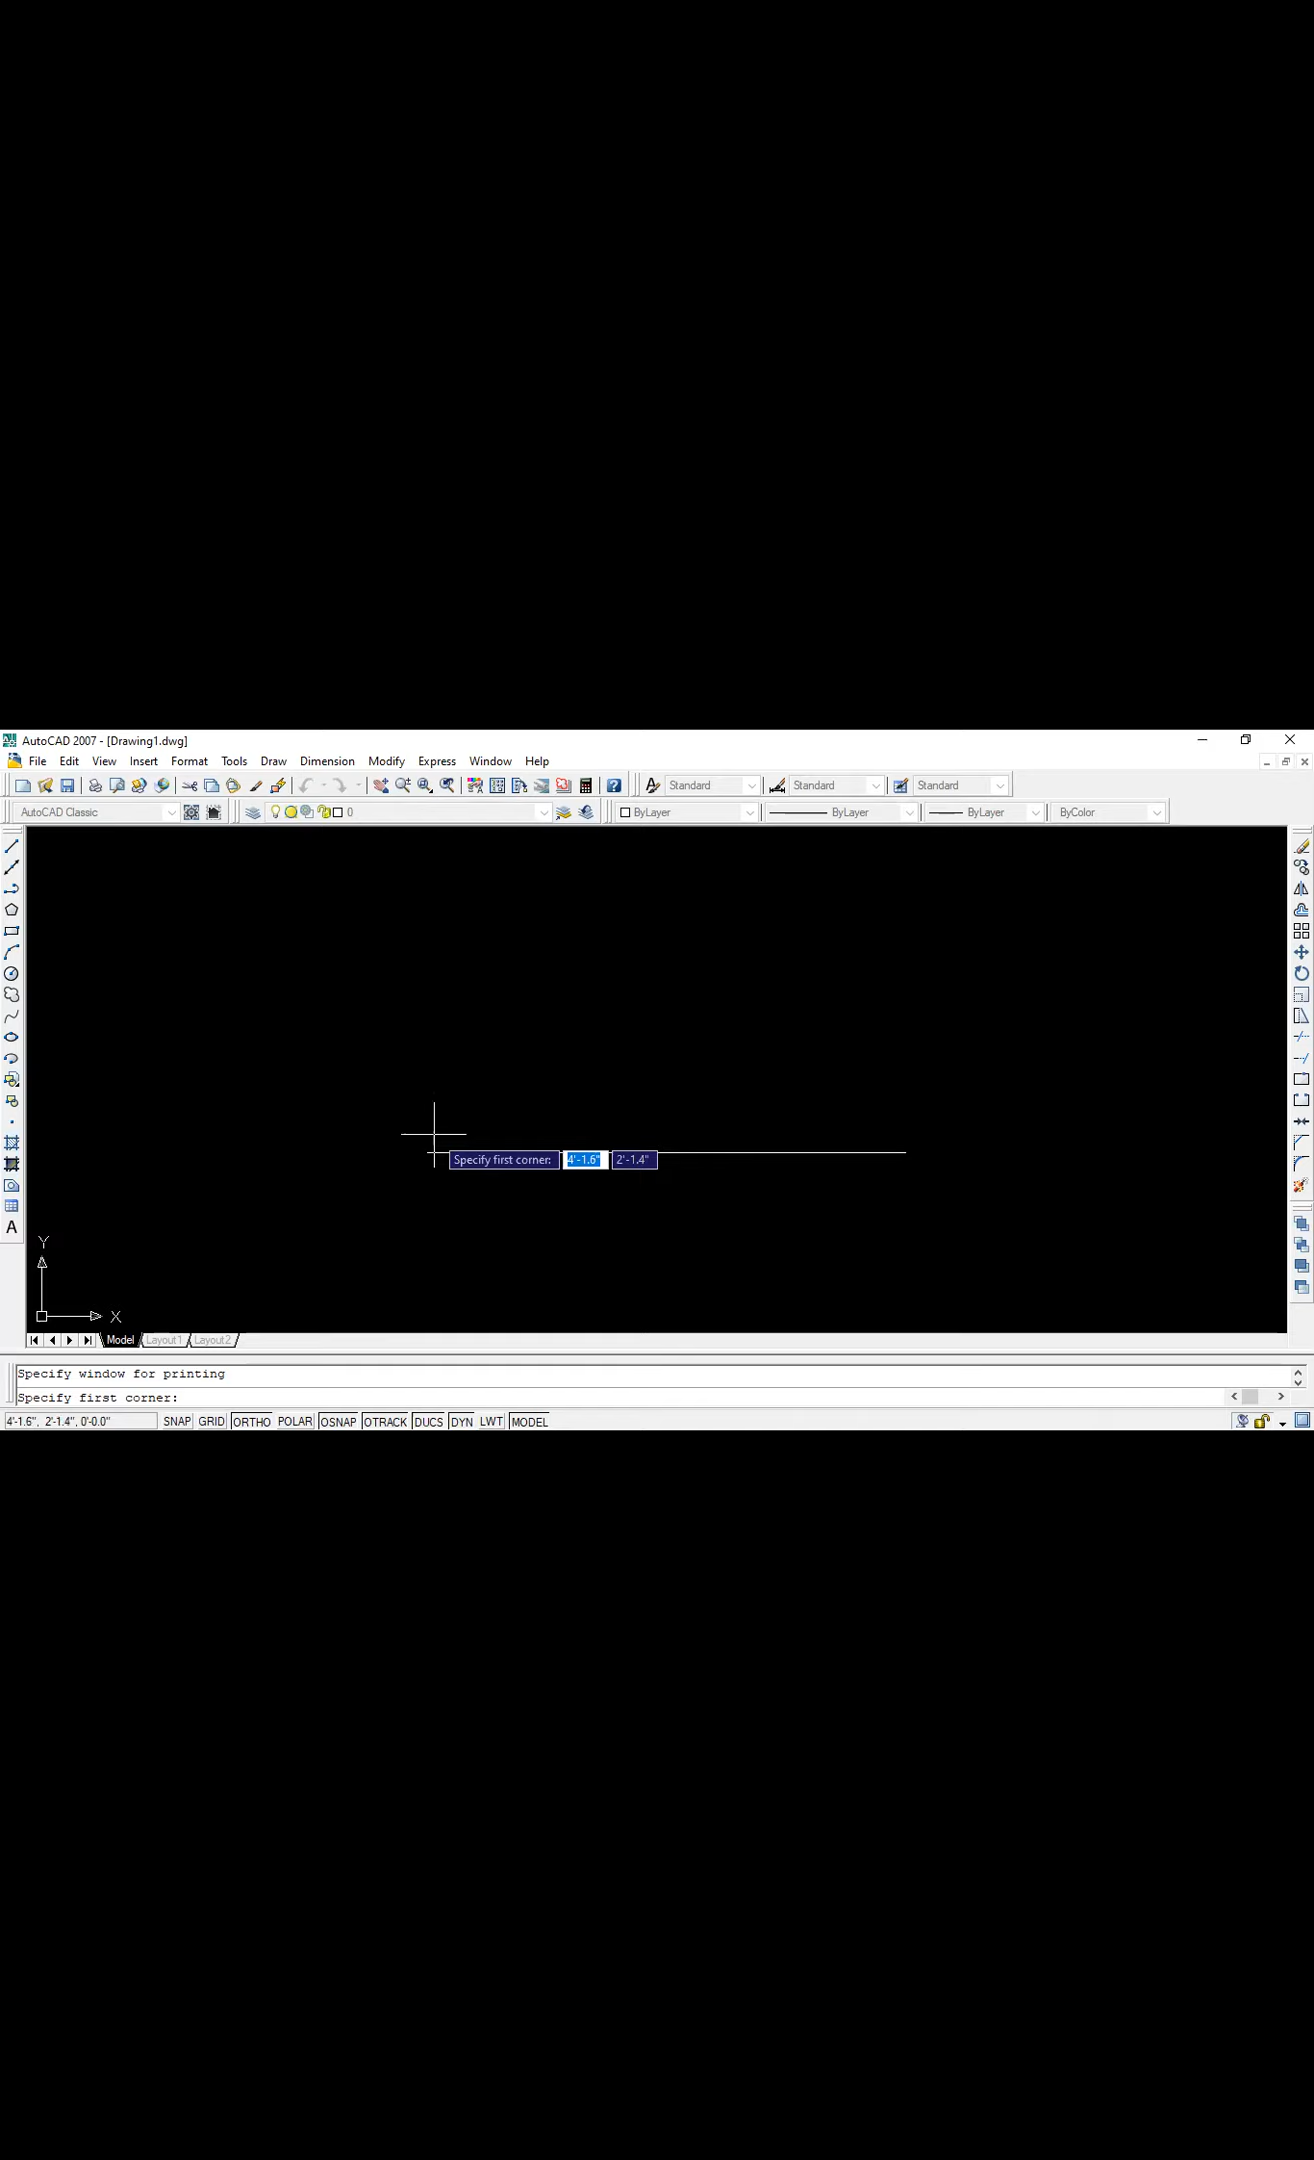 AutoCAD 2007 - [Drawing1.dwg]
File Edit View Insert Format Tools Draw Dimension Modify Express Window Help
Standard Standard Standard
AutoCAD Classic 0 ByLayer ByLayer ByLayer ByColor
Specify first corner: 4'-1.6" 2'-1.4"
Y
A
X
Model Layout1 Layout2
Specify window for printing
Specify first corner:
4'-1.6", 2'-1.4", 0'-0.0" SNAP GRID ORTHO POLAR OSNAP OTRACK DUCS DYN LWT MODEL